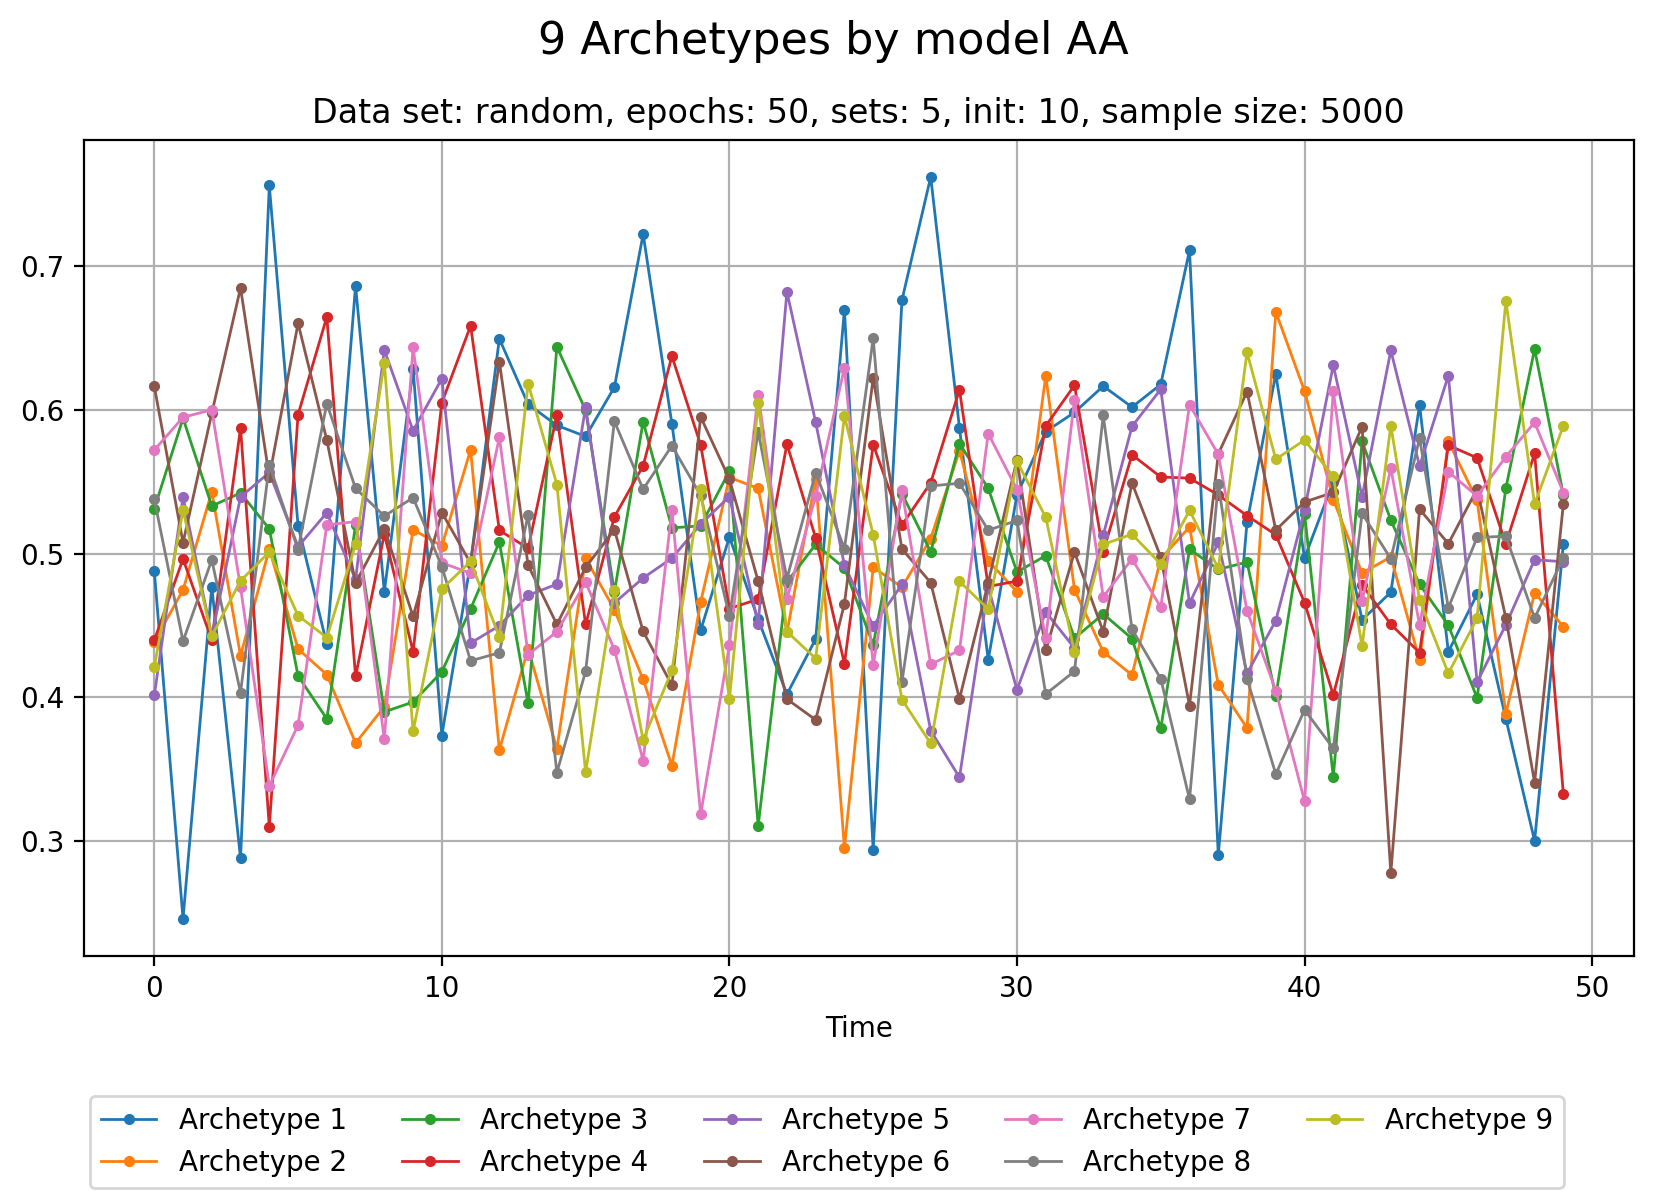 9 Archetypes by model AA
Data set: random, epochs: 50, sets: 5, init: 10, sample size: 5000
0.7
0.6
0.5
0.4
0.3
0 10 20 30 40 50
Time
Archetype 1 Archetype 3 Archetype 5 Archetype 7 Archetype 9
Archetype 2 Archetype 4 Archetype 6 Archetype 8